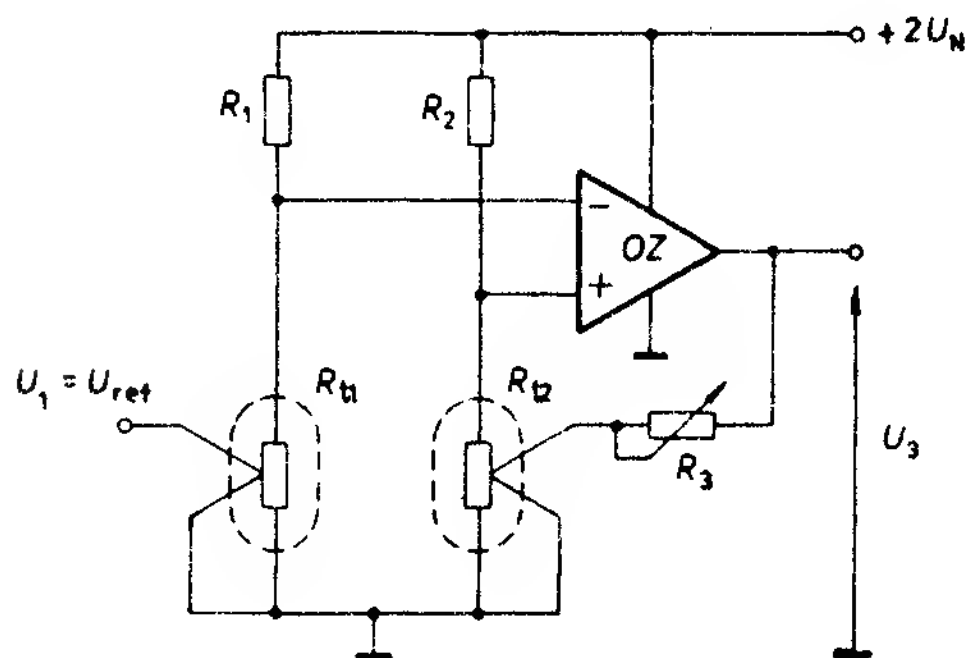 + 2U_N
R_1
R_2
−
OZ
+
U_1 = U_ref
R_t1
R_t2
R_3
U_3